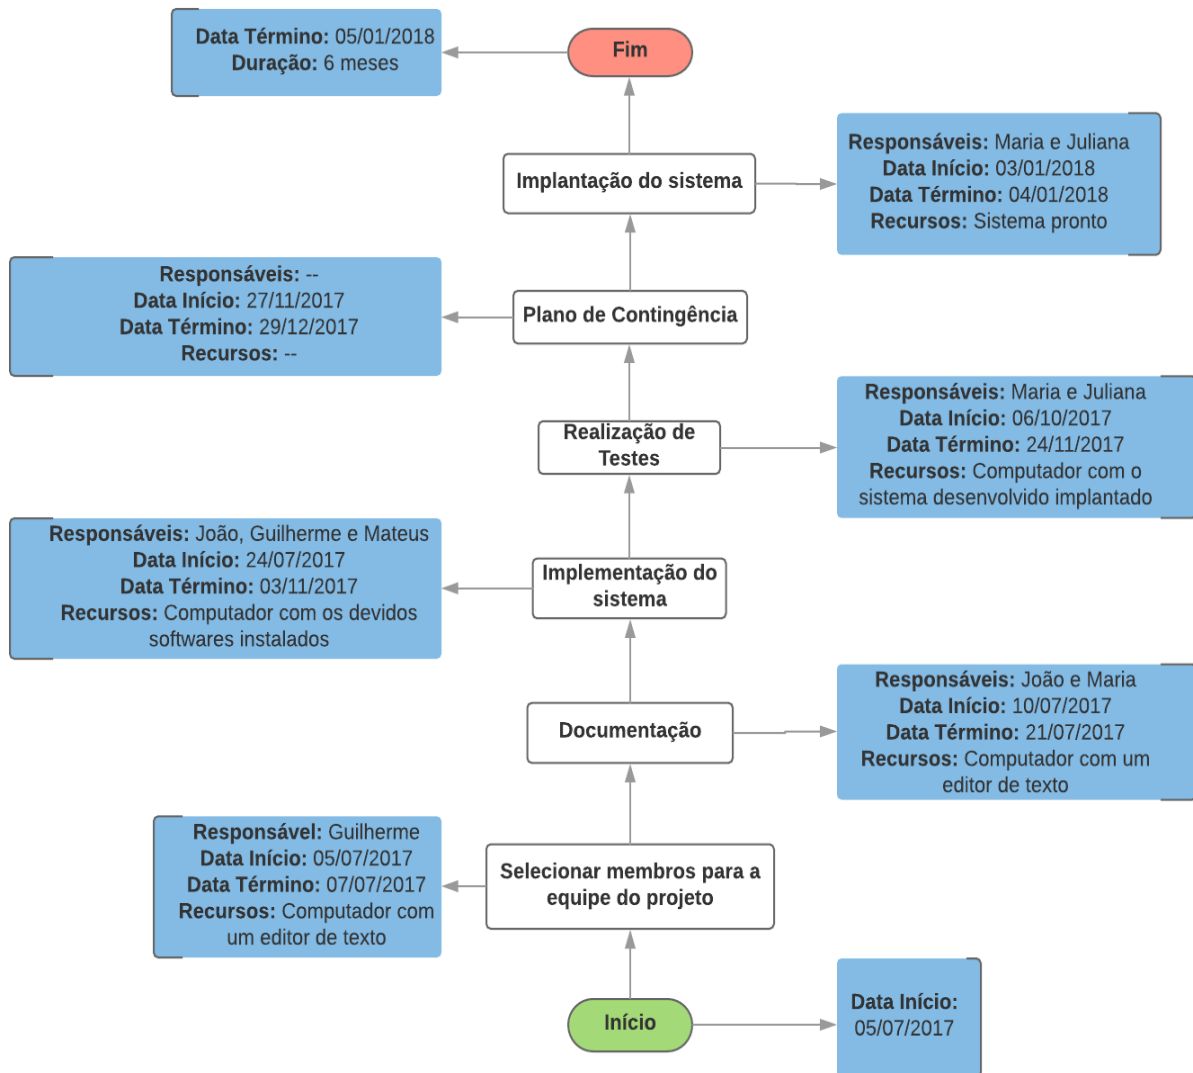 Data Término: 05/01/2018
Duração: 6 meses
Fim
Responsáveis: Maria e Juliana
Data Início: 03/01/2018
Data Término: 04/01/2018
Recursos: Sistema pronto
Implantação do sistema
Responsáveis: --
Data Início: 27/11/2017
Data Término: 29/12/2017
Recursos: --
Plano de Contingência
Responsáveis: Maria e Juliana
Data Início: 06/10/2017
Data Término: 24/11/2017
Recursos: Computador com o
sistema desenvolvido implantado
Realização de
Testes
Responsáveis: João, Guilherme e Mateus
Data Início: 24/07/2017
Data Término: 03/11/2017
Recursos: Computador com os devidos
softwares instalados
Implementação do
sistema
Responsáveis: João e Maria
Data Início: 10/07/2017
Data Término: 21/07/2017
Recursos: Computador com um
editor de texto
Documentação
Responsável: Guilherme
Data Início: 05/07/2017
Data Término: 07/07/2017
Recursos: Computador com
um editor de texto
Selecionar membros para a
equipe do projeto
Início
Data Início:
05/07/2017